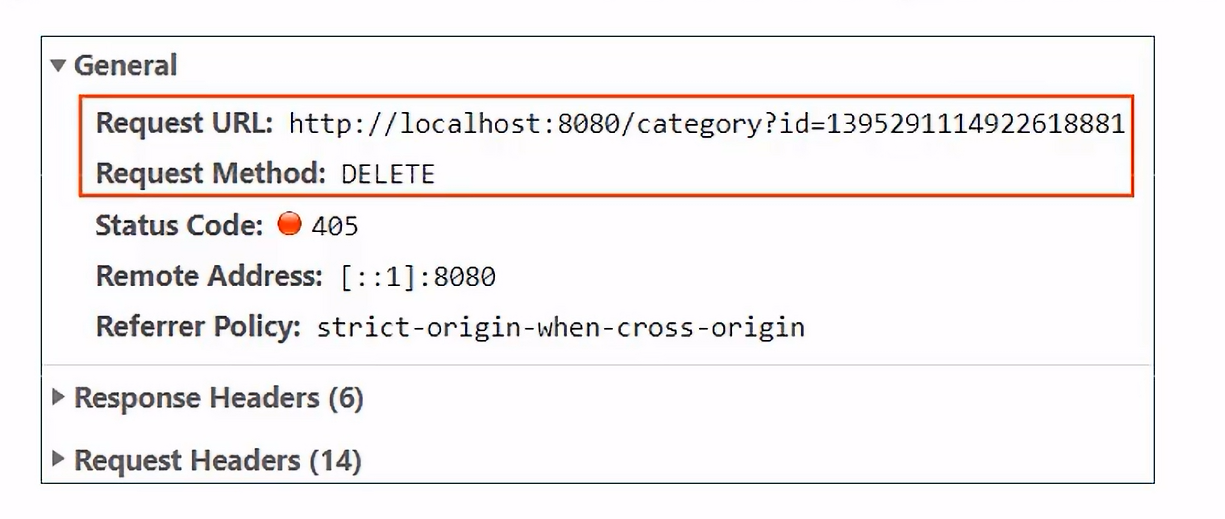 General
Request URL: http://localhost:8080/category?id=1395291114922618881
Request Method: DELETE
Status Code: 405
Remote Address: [::1]:8080
Referrer Policy: strict-origin-when-cross-origin
Response Headers (6)
Request Headers (14)